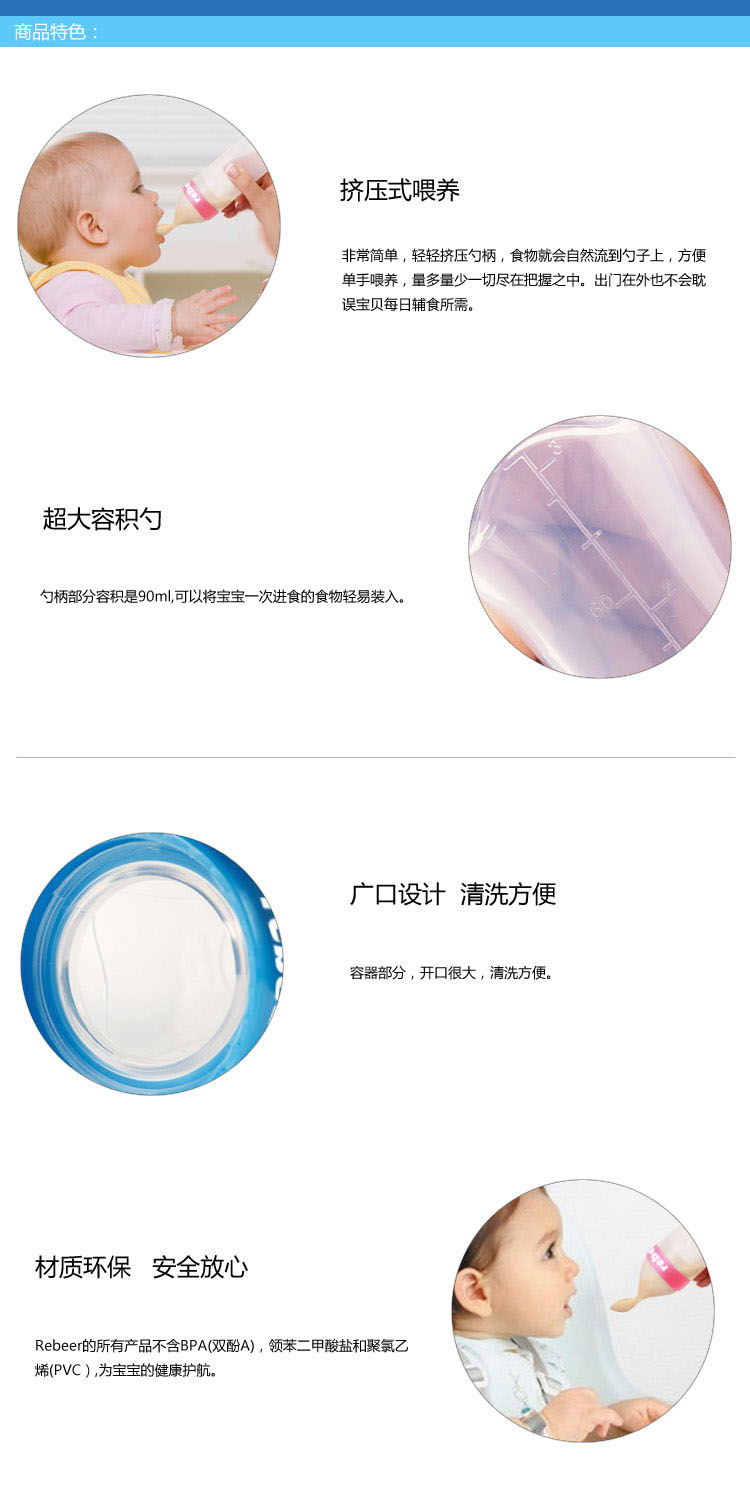 商品特色：
挤压式喂养
非常简单，轻轻挤压勺柄，食物就会自然流到勺子上，方便
单手喂养，量多量少一切尽在把握之中。出门在外也不会耽
误宝贝每日辅食所需。
超大容积勺
勺柄部分容积是90ml,可以将宝宝一次进食的食物轻易装入。
3
60
2
广口设计 清洗方便
容器部分，开口很大，清洗方便。
材质环保 安全放心
Rebeer的所有产品不含BPA(双酚A)，领苯二甲酸盐和聚氯乙
烯(PVC ) ,为宝宝的健康护航。